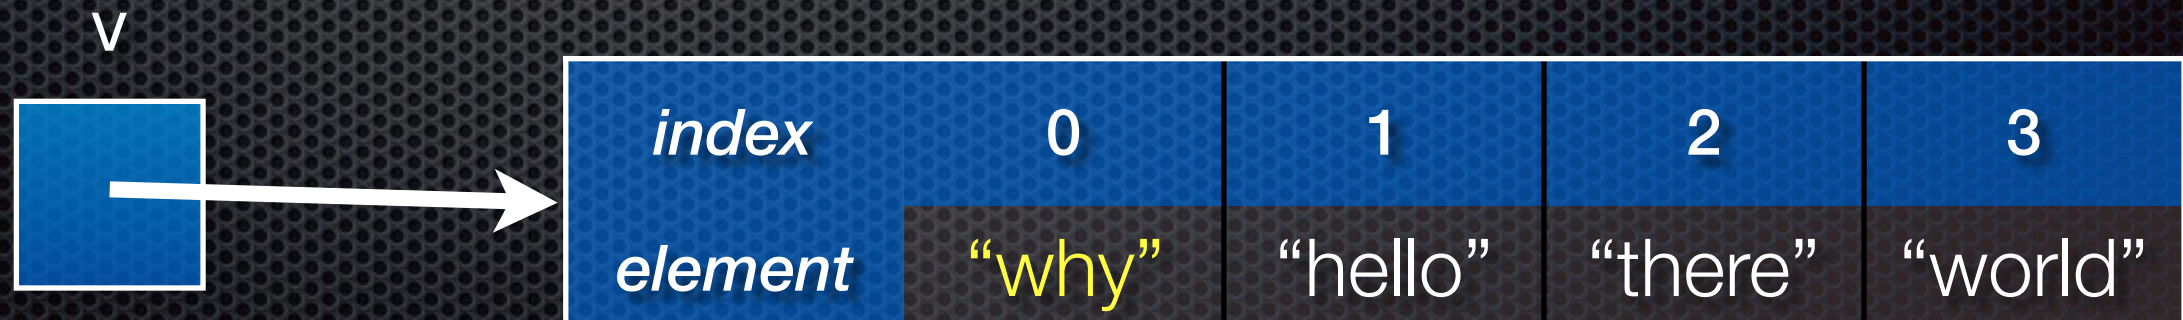 v
index 0 1 2 3
element “why” “hello” “there” “world”